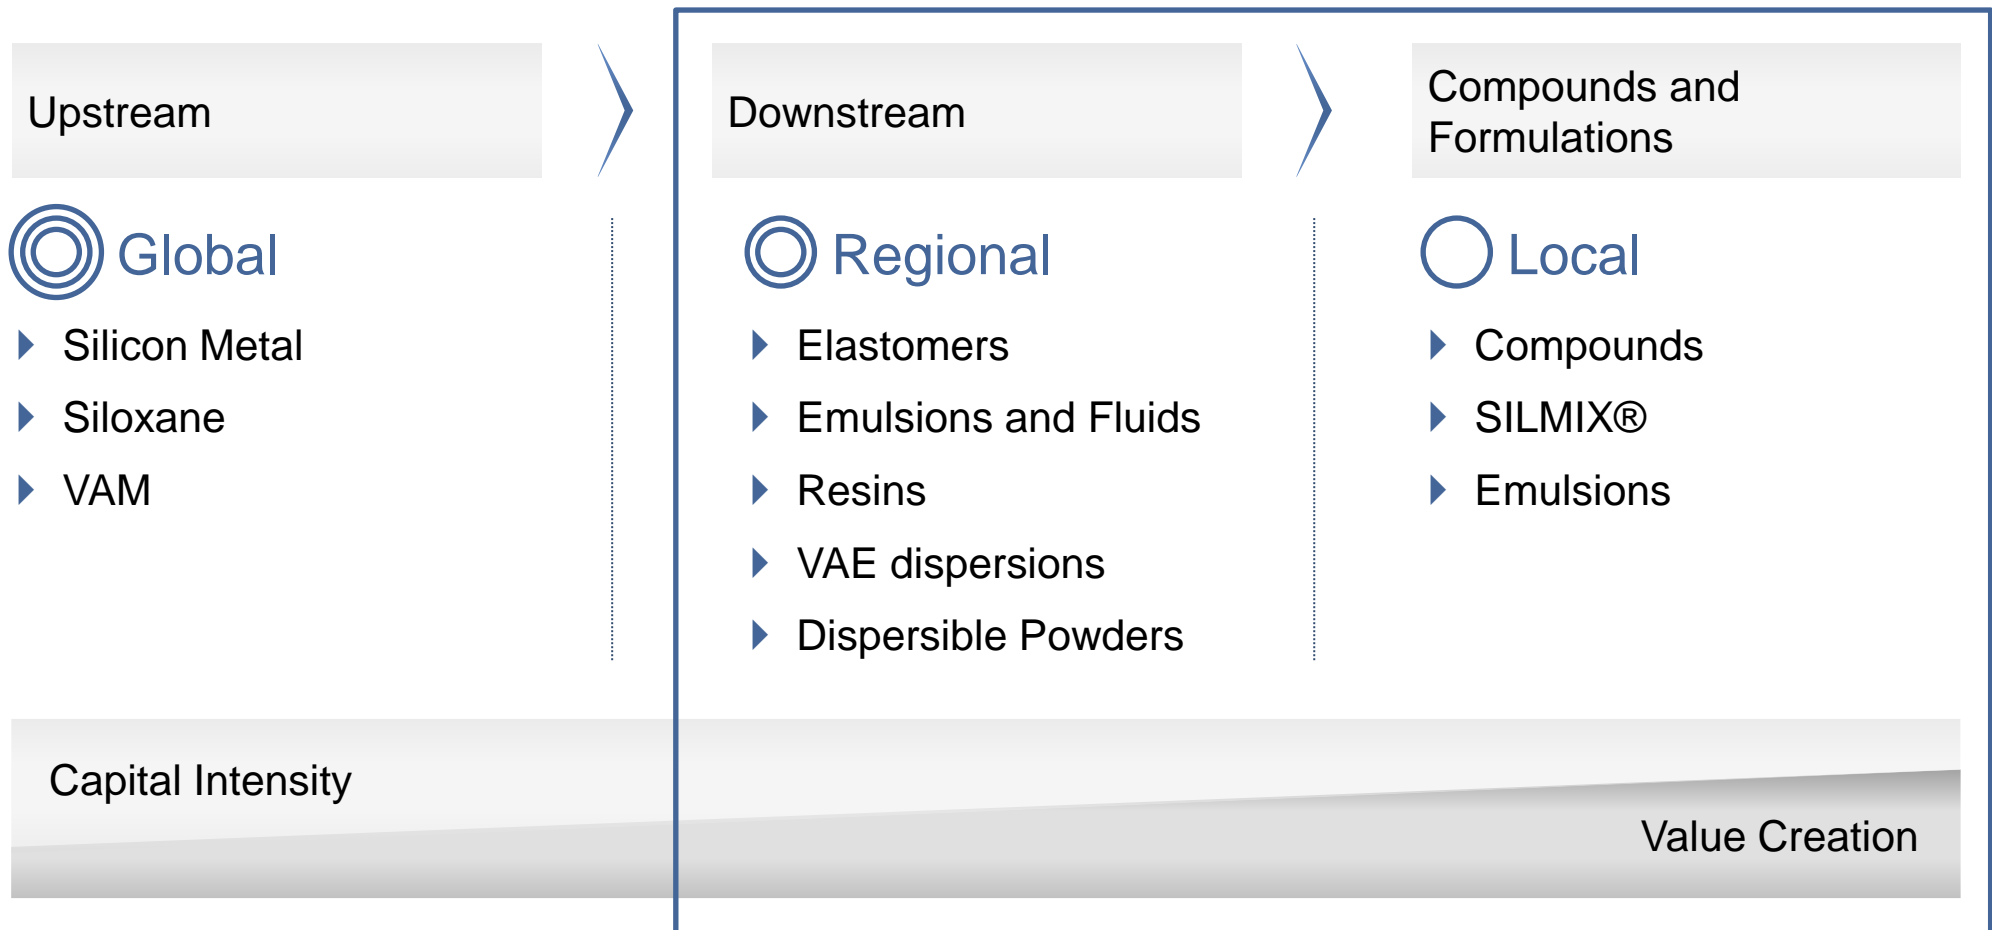 Upstream
Downstream
Compounds and
Formulations
Global
Silicon Metal
Siloxane
VAM
Regional
Elastomers
Emulsions and Fluids
Resins
VAE dispersions
Dispersible Powders
Local
Compounds
SILMIX®
Emulsions
Capital Intensity
Value Creation